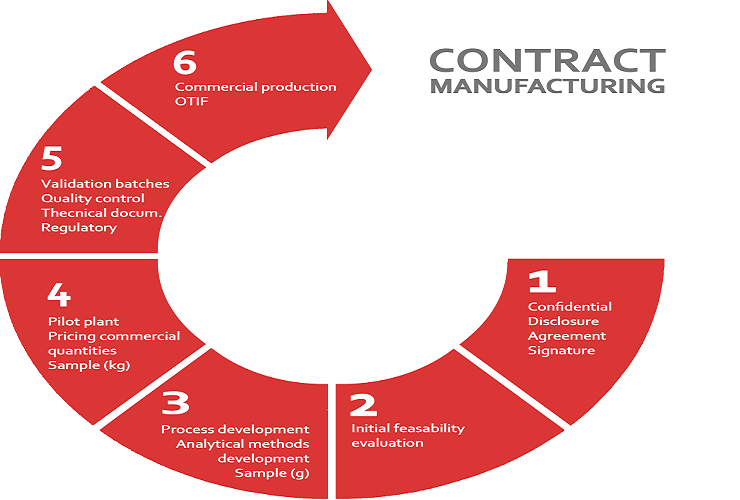 CONTRACT
MANUFACTURING
1
Confidential
Disclosure
Agreement
Signature
2
Initial feasability
evaluation
3
Process development
Analytical methods
development
Sample (g)
4
Pilot plant
Pricing commercial
quantities
Sample (kg)
5
Validation batches
Quality control
Thecnical docum.
Regulatory
6
Commercial production
OTIF